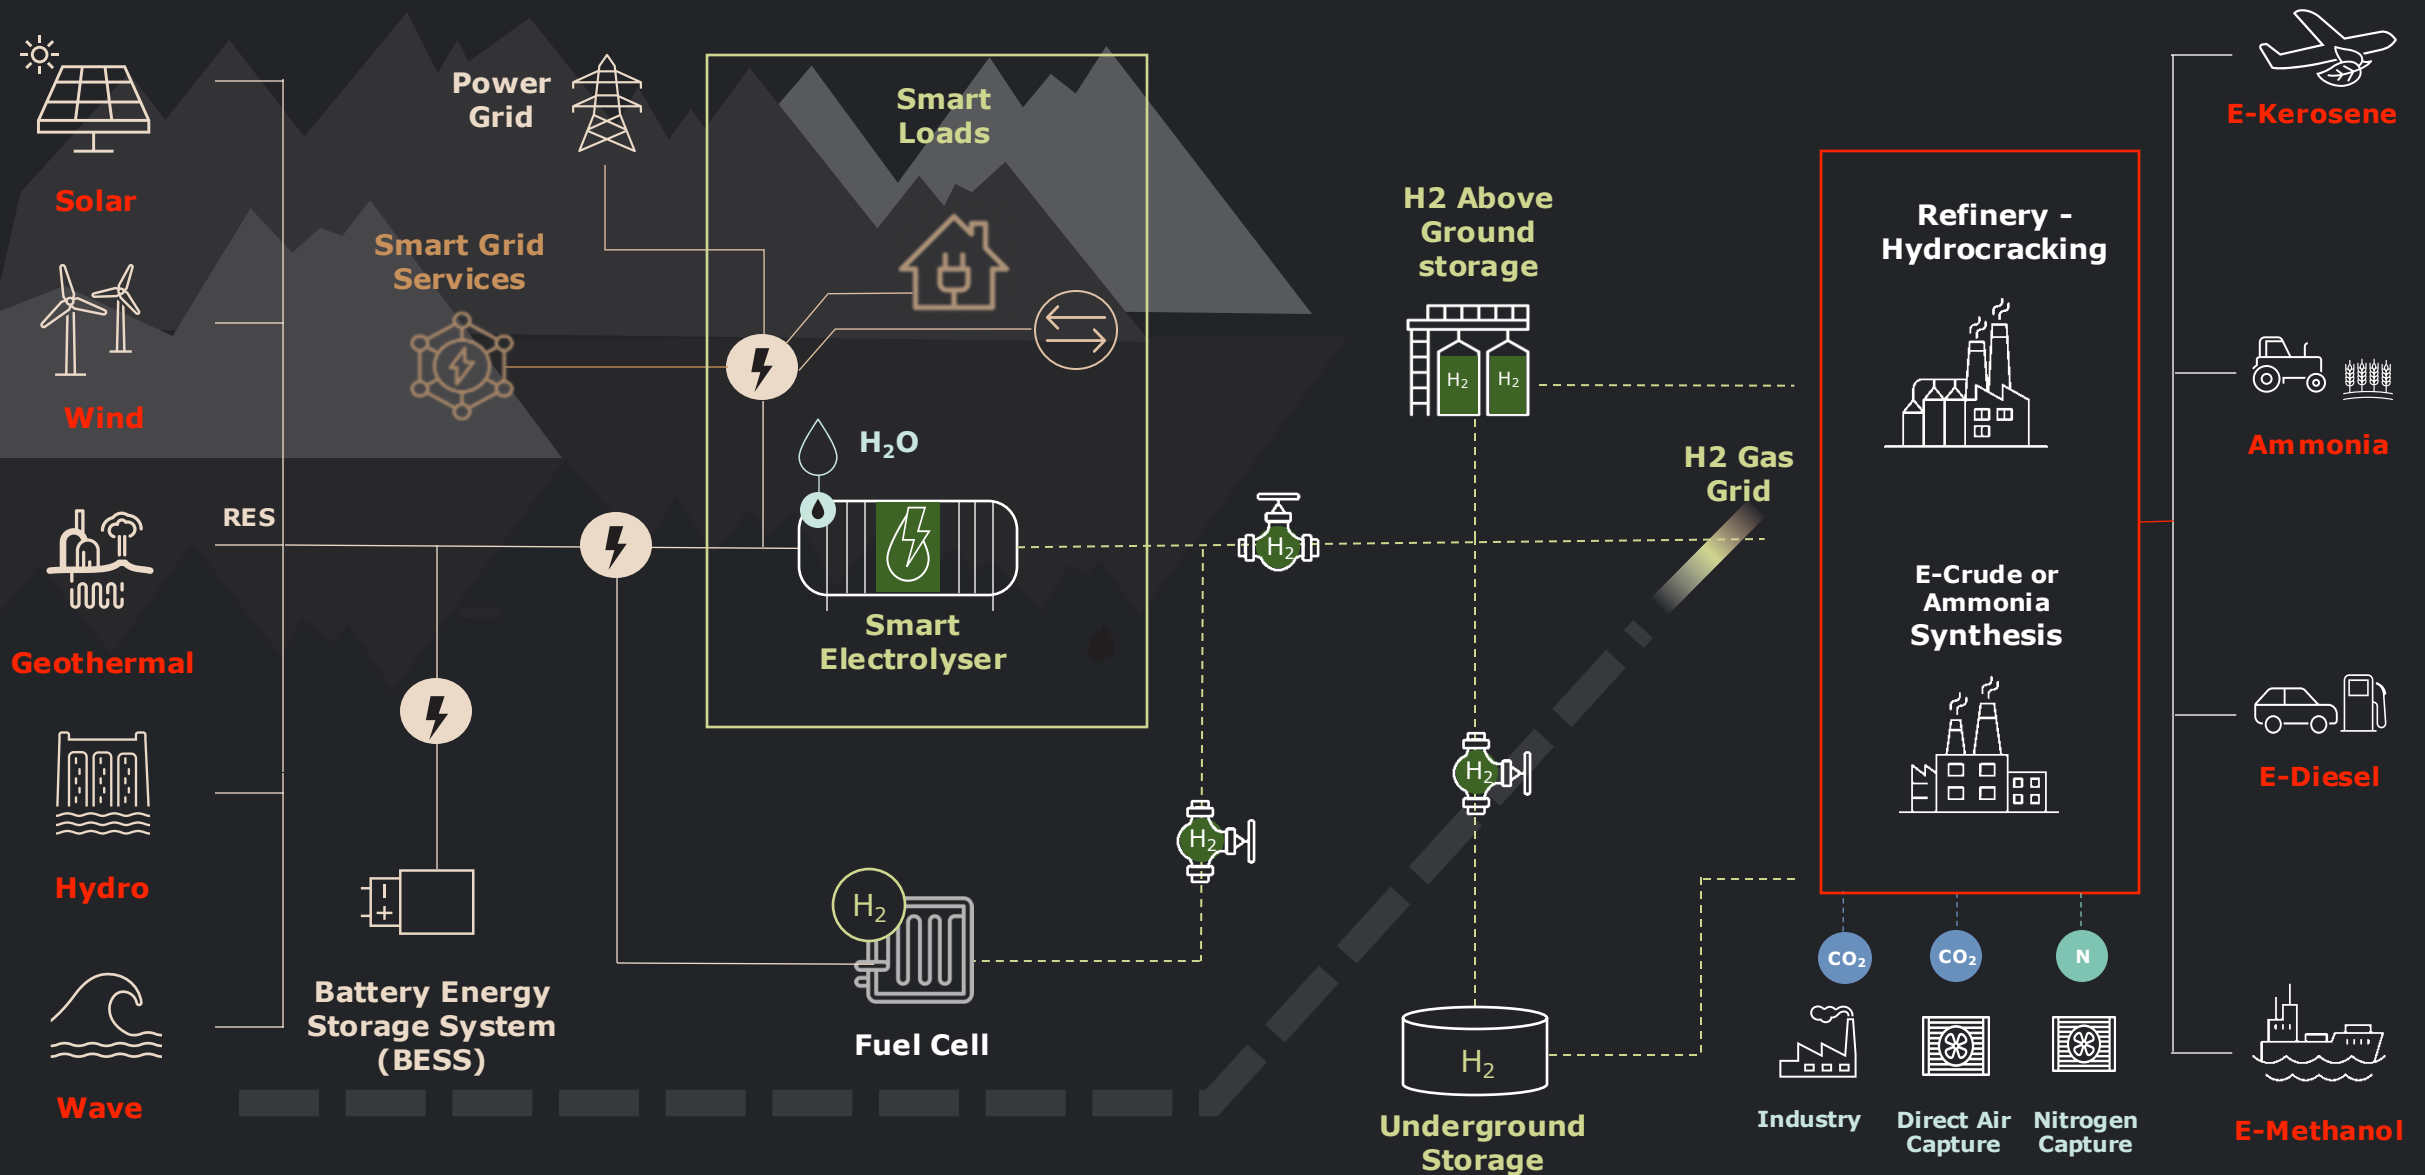 Solar
Wind
RES
Geothermal
Hydro
Wave
Power
Grid
Smart Grid
Services
Battery Energy
Storage System
(BESS)
Smart
Loads
H₂O
Smart
Electrolyser
H₂
Fuel Cell
H₂
H₂
H2 Above
Ground
storage
H₂
H₂
H2 Gas
Grid
H₂
H₂
Underground
Storage
Refinery -
Hydrocracking
E-Crude or
Ammonia
Synthesis
CO₂
CO₂
N
Industry
Direct Air
Capture
Nitrogen
Capture
E-Kerosene
Ammonia
E-Diesel
E-Methanol